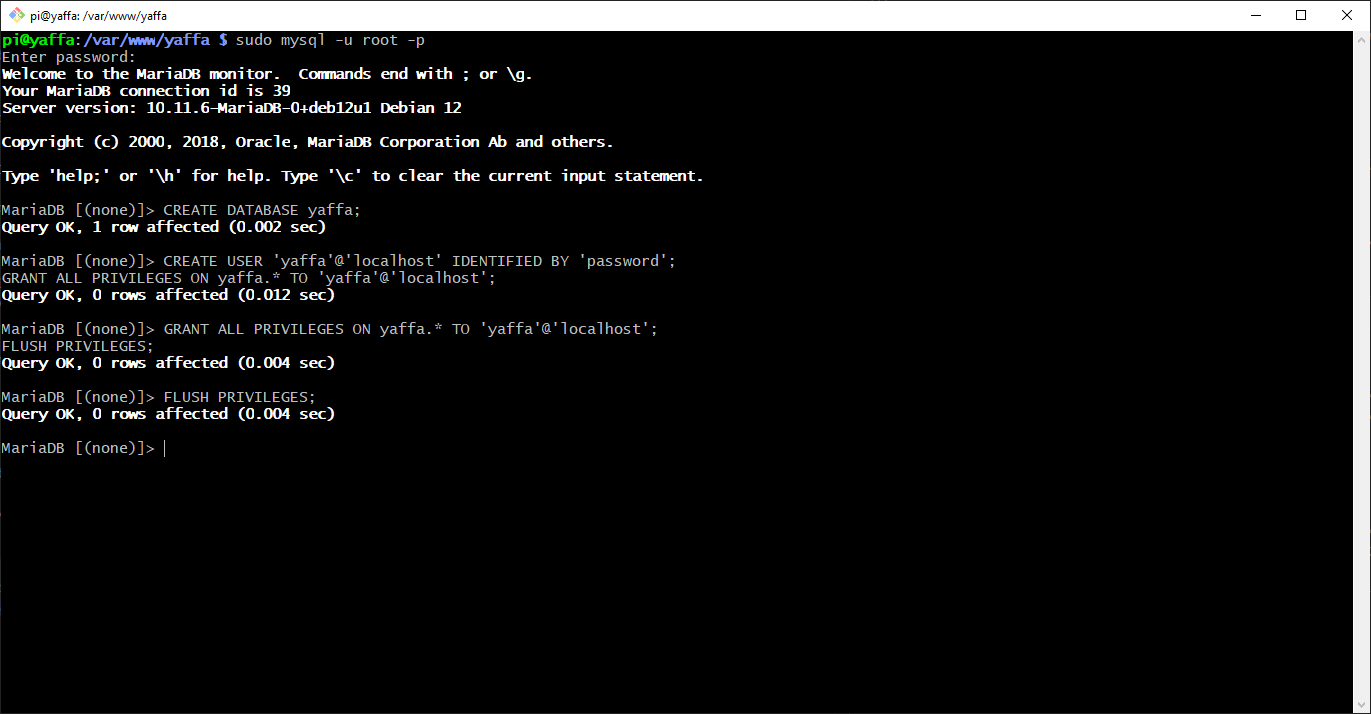 pi@yaffa: /var/www/yaffa
pi@yaffa:/var/www/yaffa $ sudo mysql -u root -p
Enter password:
Welcome to the MariaDB monitor.  Commands end with ; or \g.
Your MariaDB connection id is 39
Server version: 10.11.6-MariaDB-0+deb12u1 Debian 12
Copyright (c) 2000, 2018, Oracle, MariaDB Corporation Ab and others.
Type 'help;' or '\h' for help. Type '\c' to clear the current input statement.
MariaDB [(none)]> CREATE DATABASE yaffa;
Query OK, 1 row affected (0.002 sec)
MariaDB [(none)]> CREATE USER 'yaffa'@'localhost' IDENTIFIED BY 'password';
GRANT ALL PRIVILEGES ON yaffa.* TO 'yaffa'@'localhost';
Query OK, 0 rows affected (0.012 sec)
MariaDB [(none)]> GRANT ALL PRIVILEGES ON yaffa.* TO 'yaffa'@'localhost';
FLUSH PRIVILEGES;
Query OK, 0 rows affected (0.004 sec)
MariaDB [(none)]> FLUSH PRIVILEGES;
Query OK, 0 rows affected (0.004 sec)
MariaDB [(none)]>